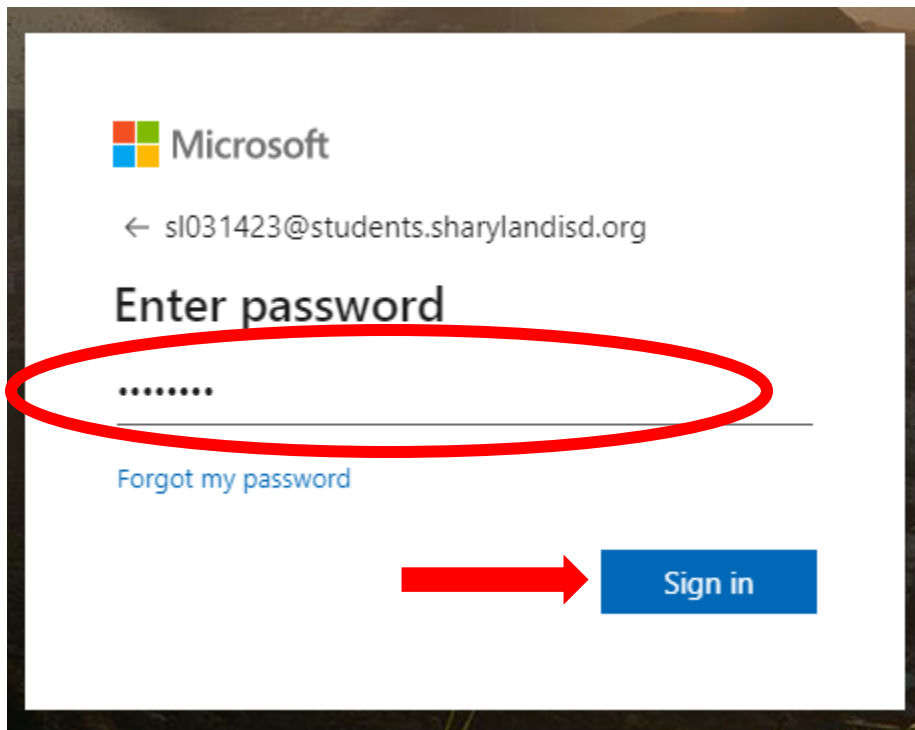 Microsoft
← sl031423@students.sharylandisd.org
Enter password
••••••••
Forgot my password
Sign in